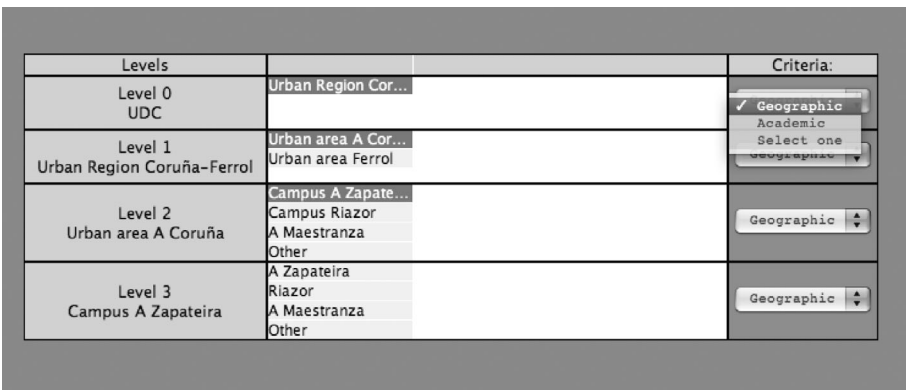 Levels
Criteria:
Level 0
UDC
Urban Region Cor...
✓ Geographic
Academic
Select one
Level 1
Urban Region Coruña-Ferrol
Urban area A Cor...
Urban area Ferrol
Geographic
Level 2
Urban area A Coruña
Campus A Zapate...
Campus Riazor
A Maestranza
Other
Geographic
Level 3
Campus A Zapateira
A Zapateira
Riazor
A Maestranza
Other
Geographic